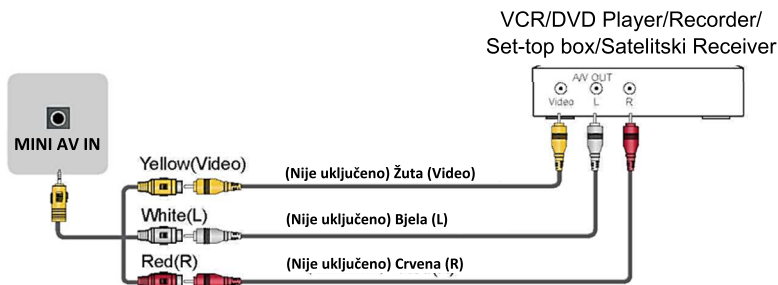 VCR/DVD Player/Recorder/
Set-top box/Satelitski Receiver
A/V OUT
Video L R
MINI AV IN
Yellow(Video)
(Nije uključeno) Žuta (Video)
White(L)
(Nije uključeno) Bjela (L)
Red(R)
(Nije uključeno) Crvena (R)